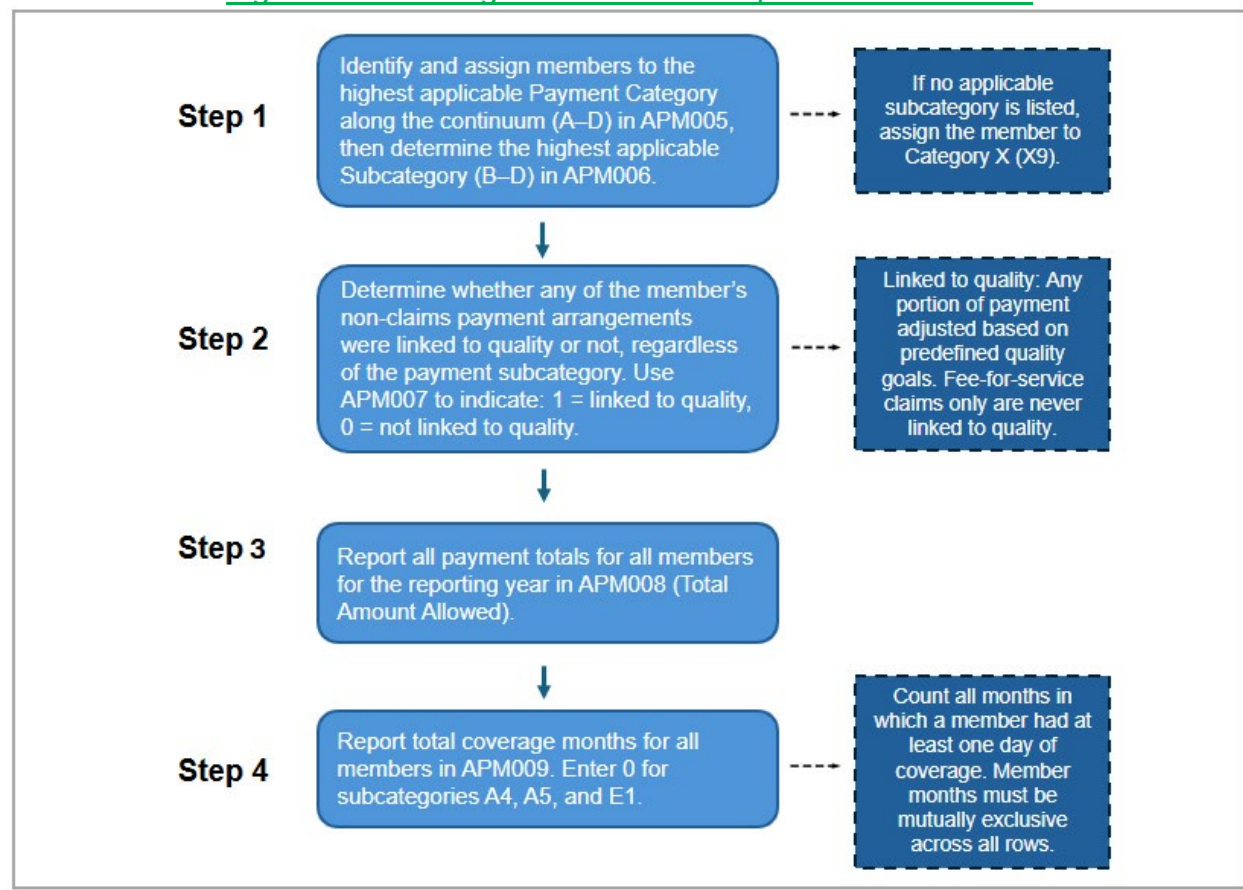 Step 1
Identify and assign members to the
highest applicable Payment Category
along the continuum (A–D) in APM005,
then determine the highest applicable
Subcategory (B–D) in APM006.
If no applicable
subcategory is listed,
assign the member to
Category X (X9).
Step 2
Determine whether any of the member’s
non-claims payment arrangements
were linked to quality or not, regardless
of the payment subcategory. Use
APM007 to indicate: 1 = linked to quality,
0 = not linked to quality.
Linked to quality: Any
portion of payment
adjusted based on
predefined quality
goals. Fee-for-service
claims only are never
linked to quality.
Step 3
Report all payment totals for all members
for the reporting year in APM008 (Total
Amount Allowed).
Step 4
Report total coverage months for all
members in APM009. Enter 0 for
subcategories A4, A5, and E1.
Count all months in
which a member had at
least one day of
coverage. Member
months must be
mutually exclusive
across all rows.